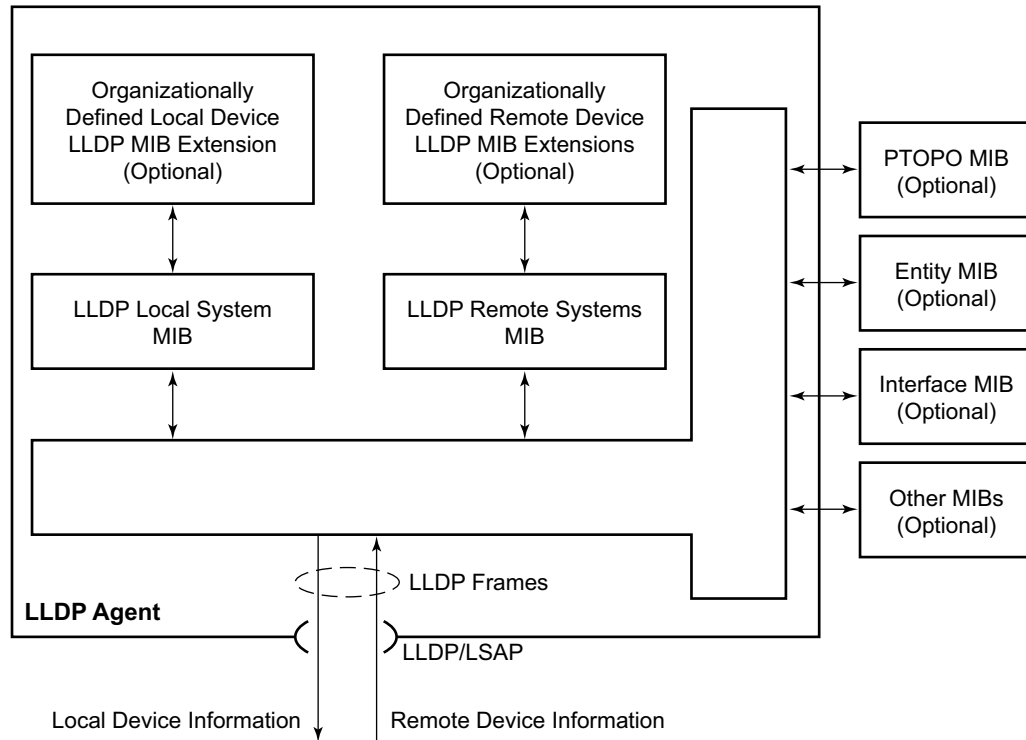 Organizationally
Defined Local Device
LLDP MIB Extension
(Optional)
Organizationally
Defined Remote Device
LLDP MIB Extensions
(Optional)
PTOPO MIB
(Optional)
Entity MIB
(Optional)
LLDP Local System
MIB
LLDP Remote Systems
MIB
Interface MIB
(Optional)
Other MIBs
(Optional)
LLDP Frames
LLDP Agent
LLDP/LSAP
Local Device Information
Remote Device Information